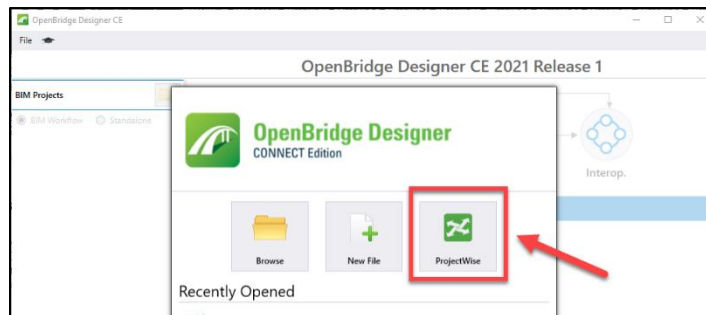 OpenBridge Designer CE
File
OpenBridge Designer CE 2021 Release 1
BIM Projects
BIM Workflow Standalone
OpenBridge Designer
CONNECT Edition
Interop.
Browse New File ProjectWise
Recently Opened